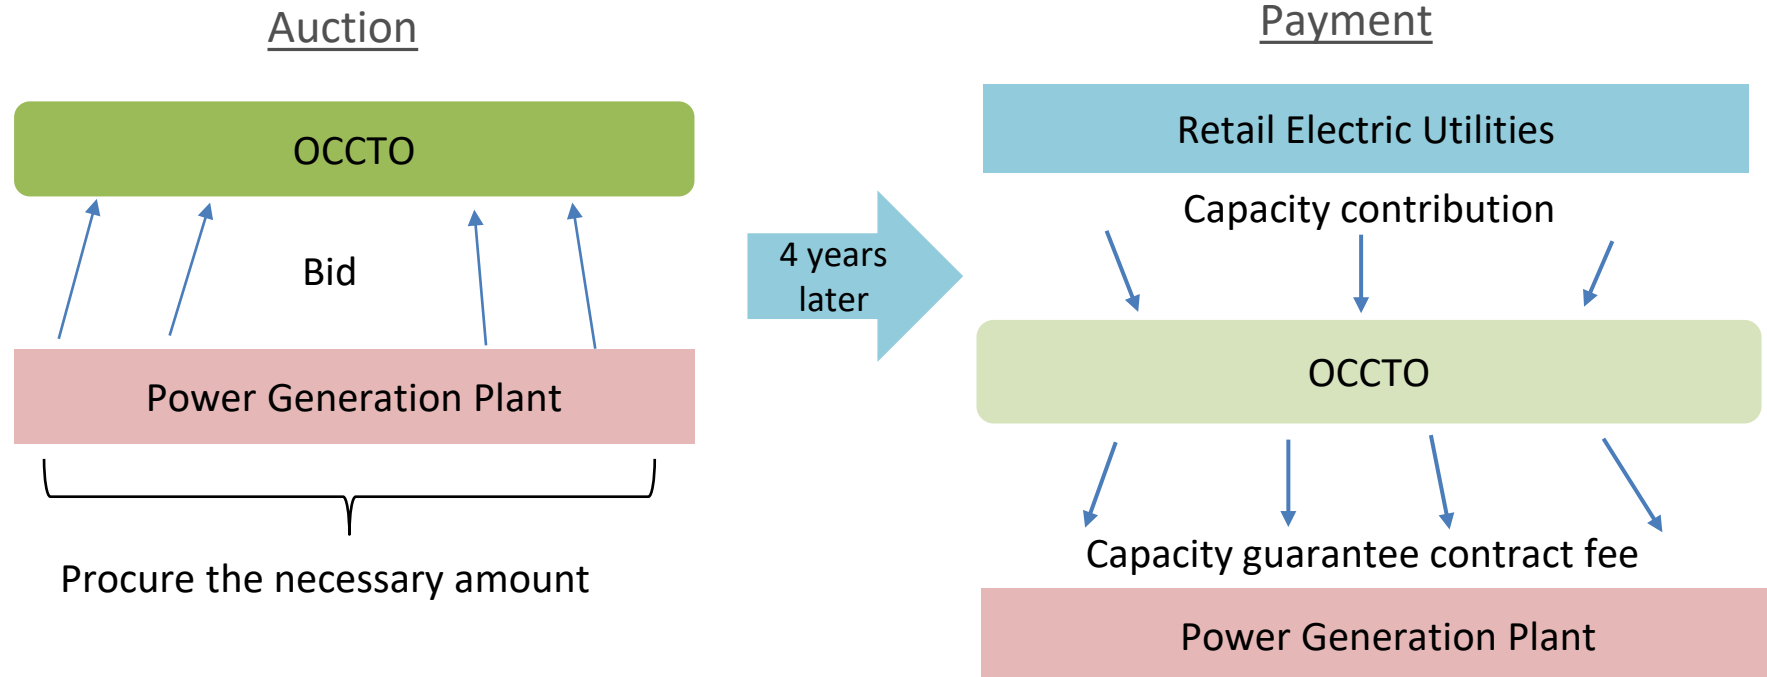 Auction
OCCTO
Bid
Power Generation Plant
Procure the necessary amount
4 years
later
Payment
Retail Electric Utilities
Capacity contribution
OCCTO
Capacity guarantee contract fee
Power Generation Plant